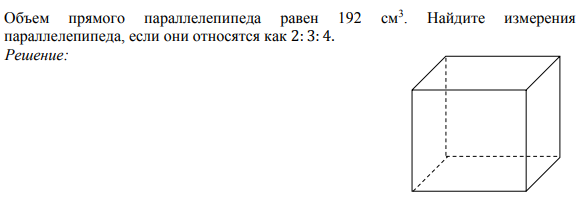 Объем прямого параллелепипеда равен 192 см³. Найдите измерения
параллелепипеда, если они относятся как 2: 3: 4.
Решение: